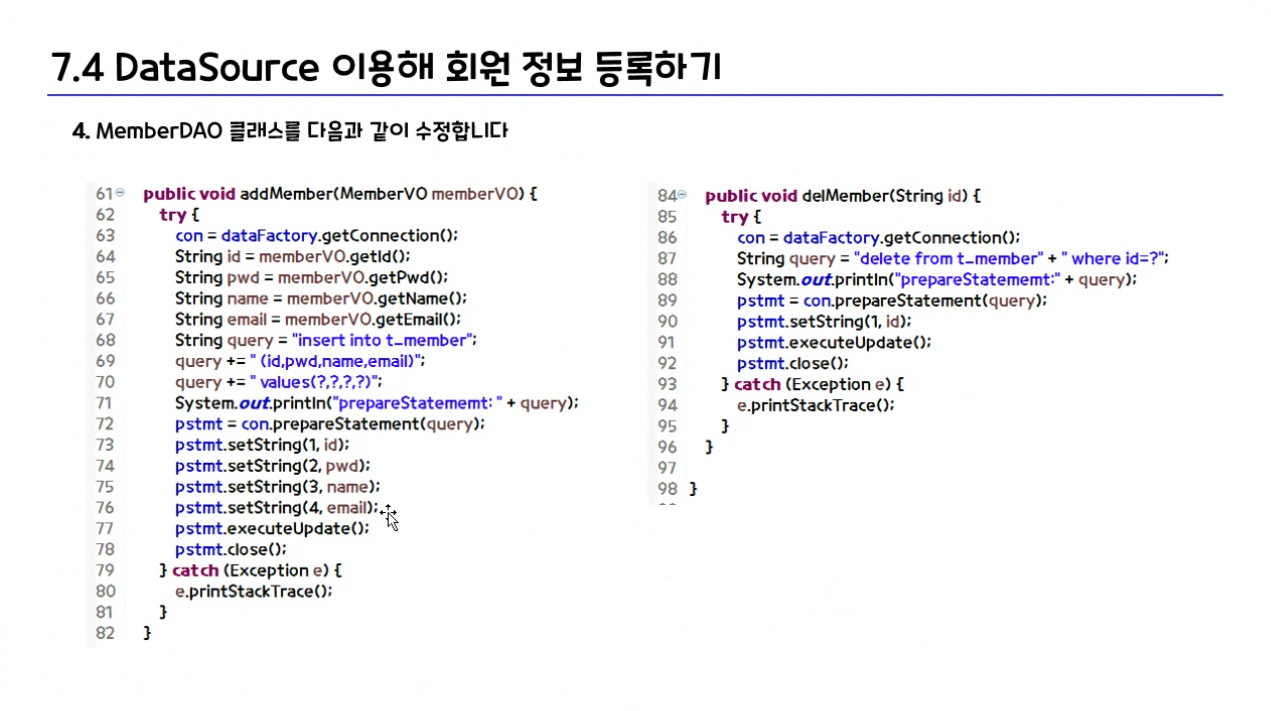 7.4 DataSource 이용해 회원 정보 등록하기
4. MemberDAO 클래스를 다음과 같이 수정합니다
61 public void addMember(MemberVO memberVO) {
62 try {
63 con = dataFactory.getConnection();
64 String id = memberVO.getId();
65 String pwd = memberVO.getPwd();
66 String name = memberVO.getName();
67 String email = memberVO.getEmail();
68 String query = "insert into t_member";
69 query += " (id,pwd,name,email)";
70 query += " values(?,?,?,?)";
71 System.out.println("prepareStatememt: " + query);
72 pstmt = con.prepareStatement(query);
73 pstmt.setString(1, id);
74 pstmt.setString(2, pwd);
75 pstmt.setString(3, name);
76 pstmt.setString(4, email);
77 pstmt.executeUpdate();
78 pstmt.close();
79 } catch (Exception e) {
80 e.printStackTrace();
81 }
82 }
84 public void delMember(String id) {
85 try {
86 con = dataFactory.getConnection();
87 String query = "delete from t_member" + " where id=?";
88 System.out.println("prepareStatememt:" + query);
89 pstmt = con.prepareStatement(query);
90 pstmt.setString(1, id);
91 pstmt.executeUpdate();
92 pstmt.close();
93 } catch (Exception e) {
94 e.printStackTrace();
95 }
96 }
97
98 }